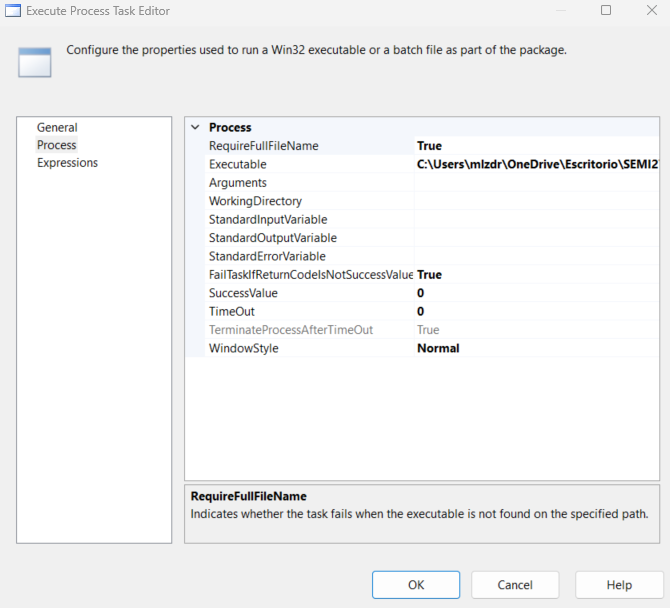 Execute Process Task Editor
Configure the properties used to run a Win32 executable or a batch file as part of the package.
General
Process
Expressions
Process
RequireFullFileName True
Executable C:\Users\mlzdr\OneDrive\Escritorio\SEMI2
Arguments
WorkingDirectory
StandardInputVariable
StandardOutputVariable
StandardErrorVariable
FailTaskIfReturnCodeIsNotSuccessValue True
SuccessValue 0
TimeOut 0
TerminateProcessAfterTimeOut True
WindowStyle Normal
RequireFullFileName
Indicates whether the task fails when the executable is not found on the specified path.
OK Cancel Help